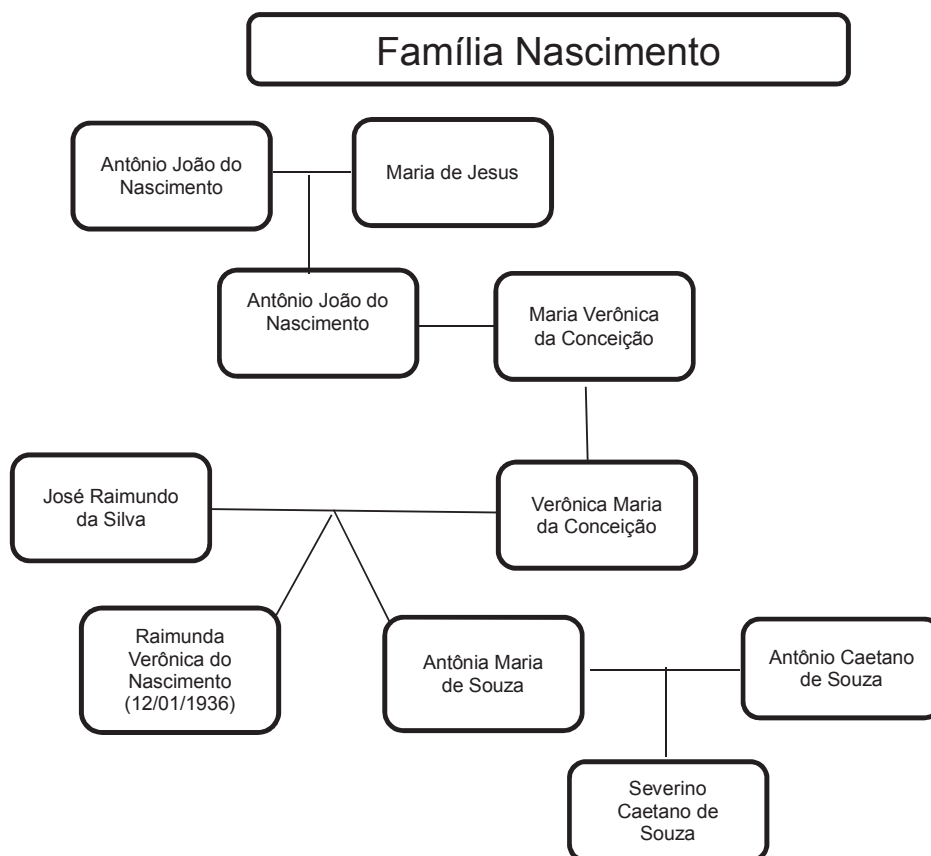 Família Nascimento
Antônio João do
Nascimento
Maria de Jesus
Antônio João do
Nascimento
Maria Verônica
da Conceição
José Raimundo
da Silva
Verônica Maria
da Conceição
Raimunda
Verônica do
Nascimento
(12/01/1936)
Antônia Maria
de Souza
Antônio Caetano
de Souza
Severino
Caetano de
Souza